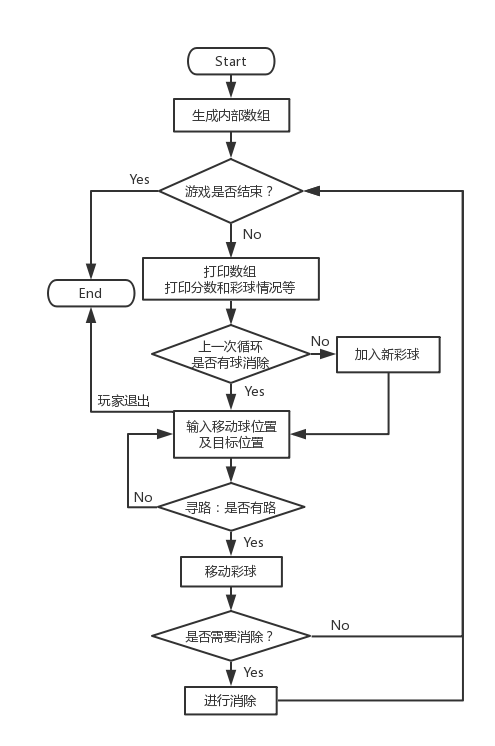 Start
生成内部数组
Yes
游戏是否结束？
No
打印数组
打印分数和彩球情况等
End
上一次循环
是否有球消除
No
加入新彩球
Yes
玩家退出
输入移动球位置
及目标位置
No
寻路：是否有路
Yes
移动彩球
No
是否需要消除？
Yes
进行消除